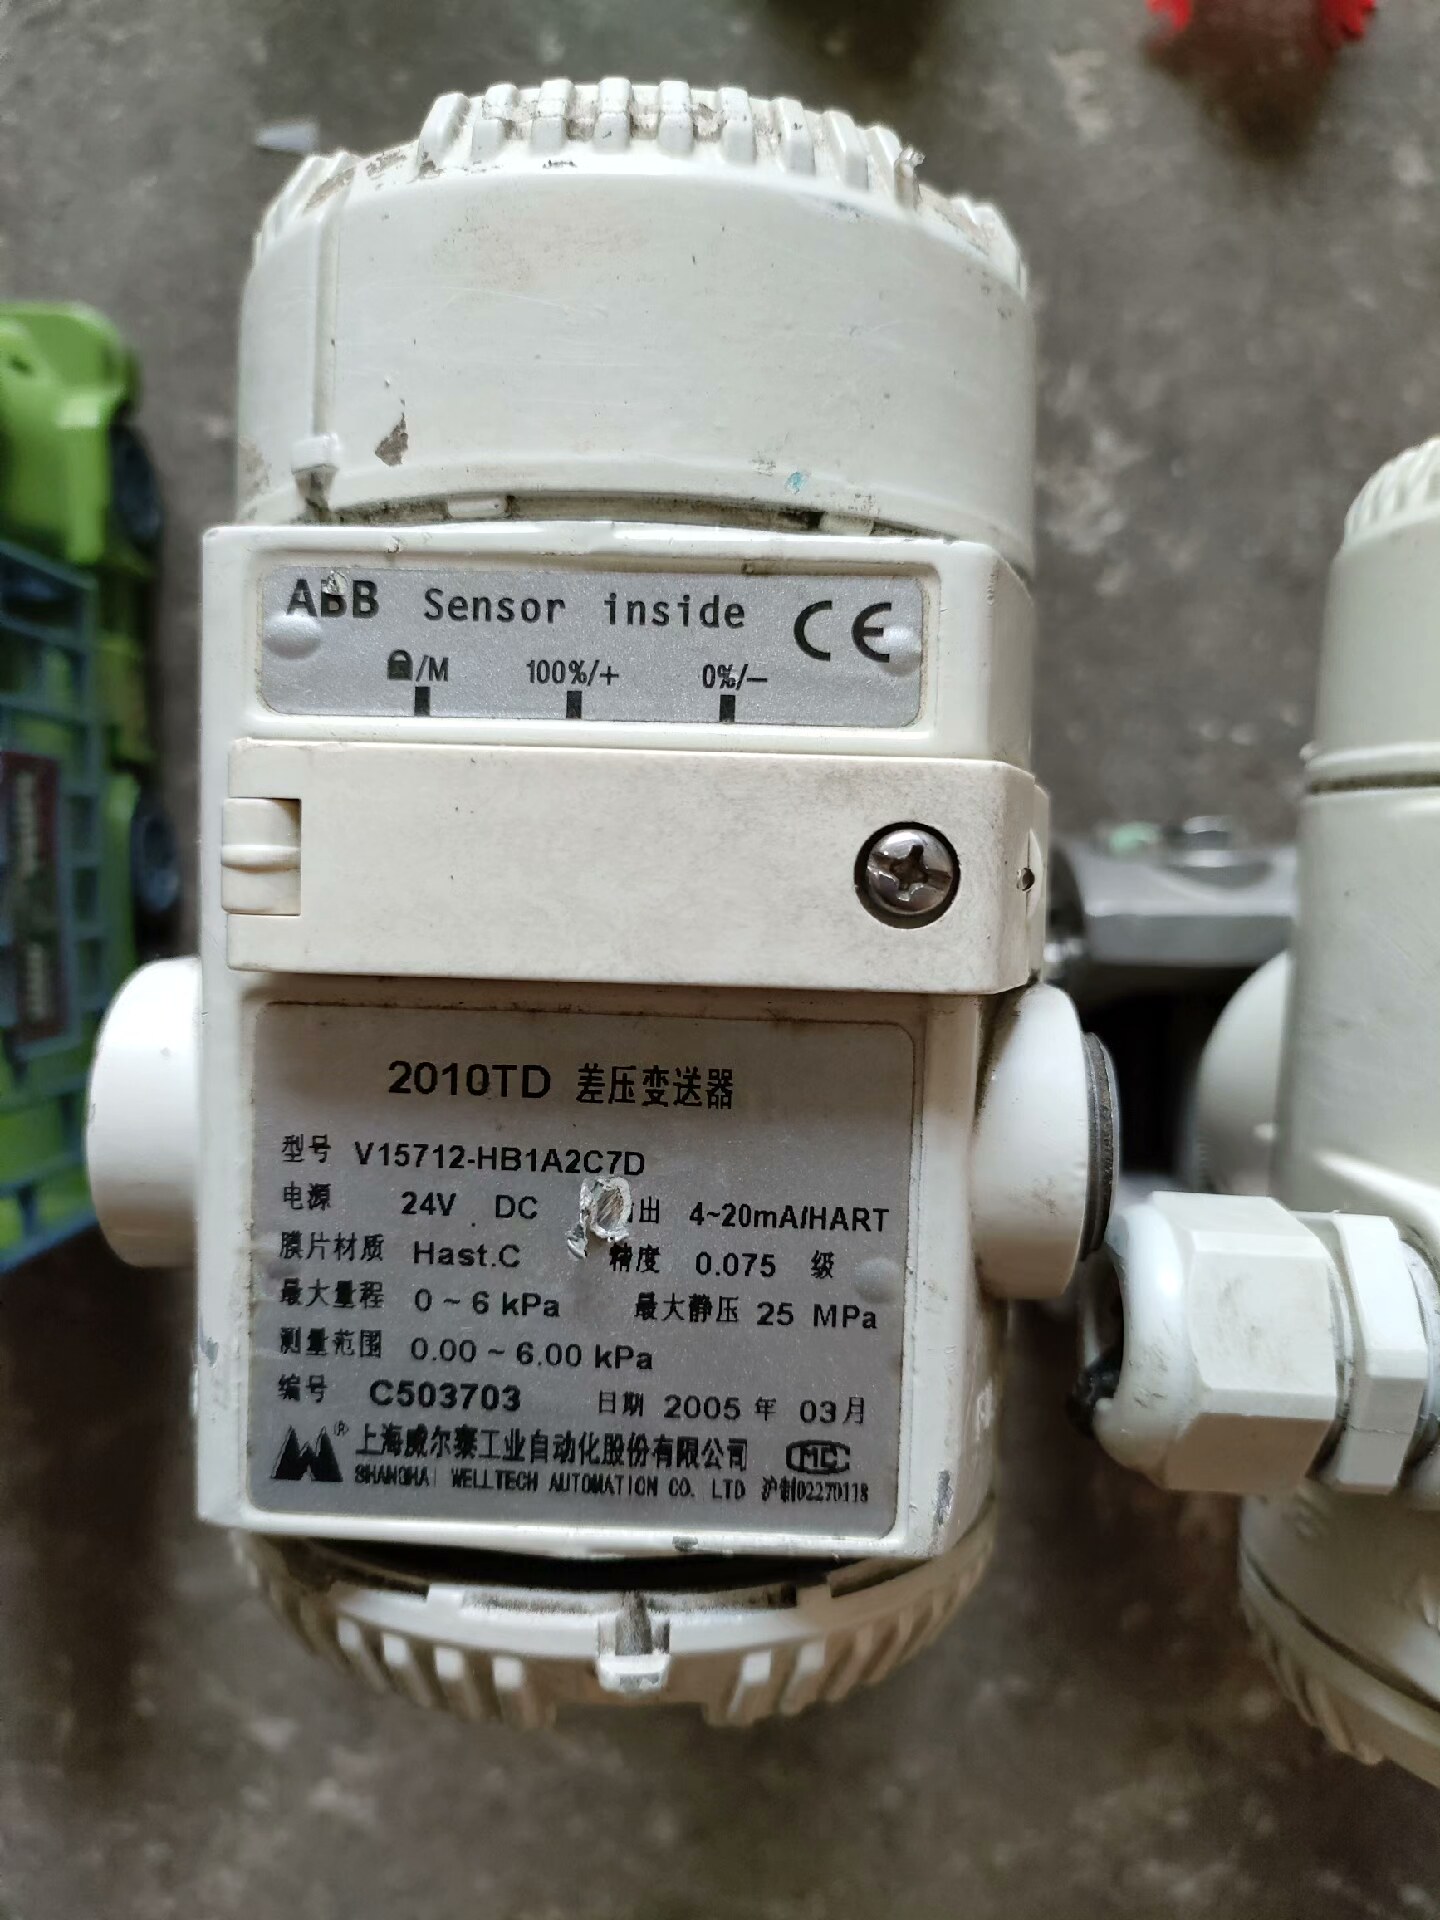 ABB Sensor inside CE
/M 100%/+ 0%/−
2010TD 差压变送器
型号 V15712-HB1A2C7D
电源 24V DC 出 4~20mA/HART
膜片材质 Hast.C 精度 0.075 级
最大量程 0~6 kPa 最大静压 25 MPa
测量范围 0.00~6.00 kPa
编号 C503703 日期 2005 年 03月
® 上海威尔泰工业自动化股份有限公司 MC
SHANGHAI WELLTECH AUTOMATION CO. LTD 沪制02270118